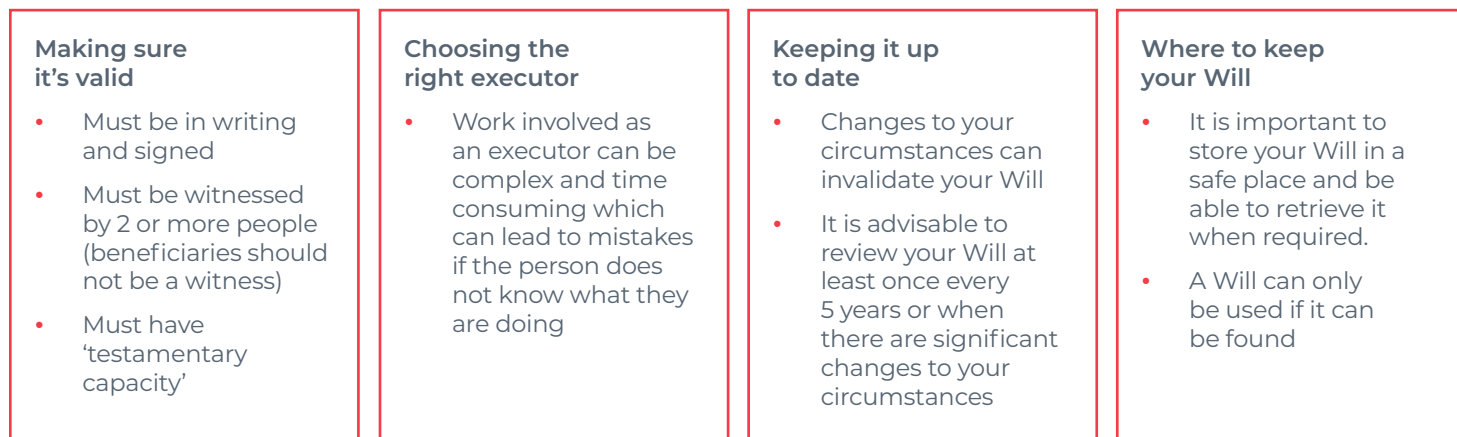 Making sure
it’s valid
• Must be in writing
and signed
• Must be witnessed
by 2 or more people
(beneficiaries should
not be a witness)
• Must have
‘testamentary
capacity’
Choosing the
right executor
• Work involved as
an executor can be
complex and time
consuming which
can lead to mistakes
if the person does
not know what they
are doing
Keeping it up
to date
• Changes to your
circumstances can
invalidate your Will
• It is advisable to
review your Will at
least once every
5 years or when
there are significant
changes to your
circumstances
Where to keep
your Will
• It is important to
store your Will in a
safe place and be
able to retrieve it
when required.
• A Will can only
be used if it can
be found